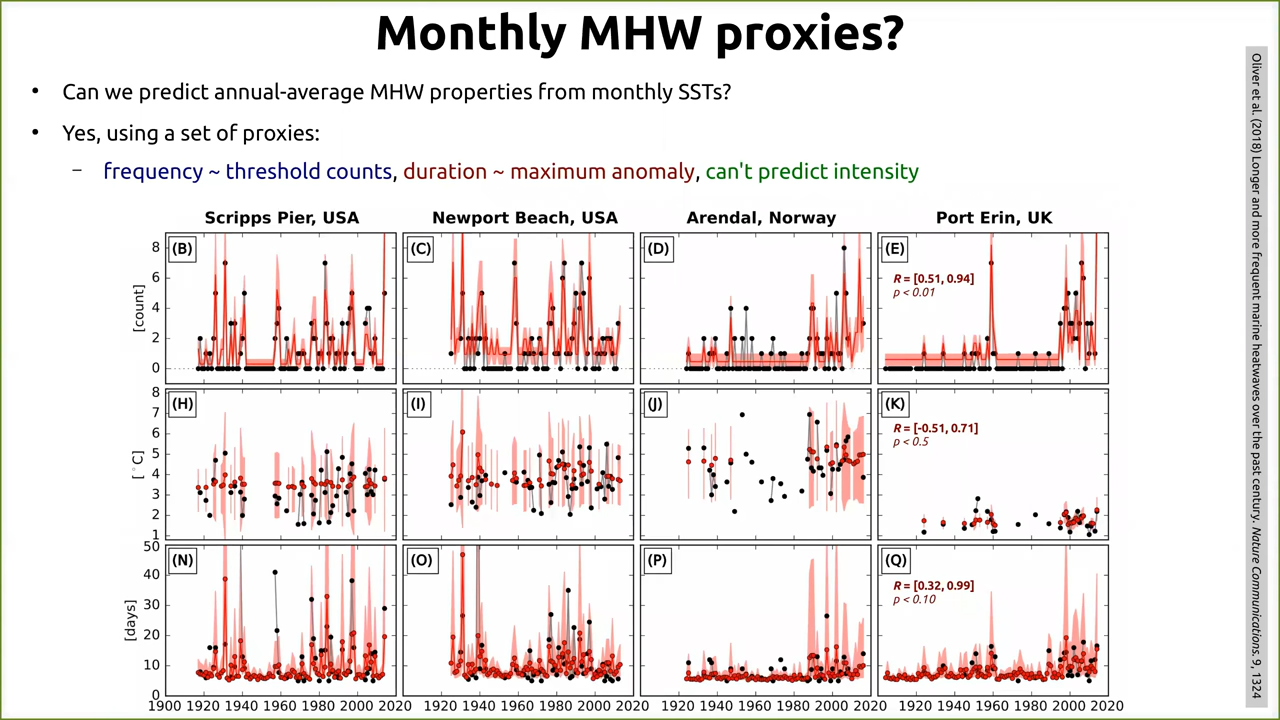 Monthly MHW proxies?
• Can we predict annual-average MHW properties from monthly SSTs?
• Yes, using a set of proxies:
– frequency ~ threshold counts, duration ~ maximum anomaly, can't predict intensity
Scripps Pier, USA
Newport Beach, USA
Arendal, Norway
Port Erin, UK
[count]
8
6
4
2
0
(B)
(C)
(D)
(E)
R = [0.51, 0.94]
p < 0.01
[°C]
8
7
6
5
4
3
2
1
(H)
(I)
(J)
(K)
R = [-0.51, 0.71]
p < 0.5
[days]
50
40
30
20
10
0
(N)
(O)
(P)
(Q)
R = [0.32, 0.99]
p < 0.10
1900 1920 1940 1960 1980 2000 2020
1920 1940 1960 1980 2000 2020
1920 1940 1960 1980 2000 2020
1920 1940 1960 1980 2000 2020
Oliver et al. (2018) Longer and more frequent marine heatwaves over the past century. Nature Communications. 9, 1324